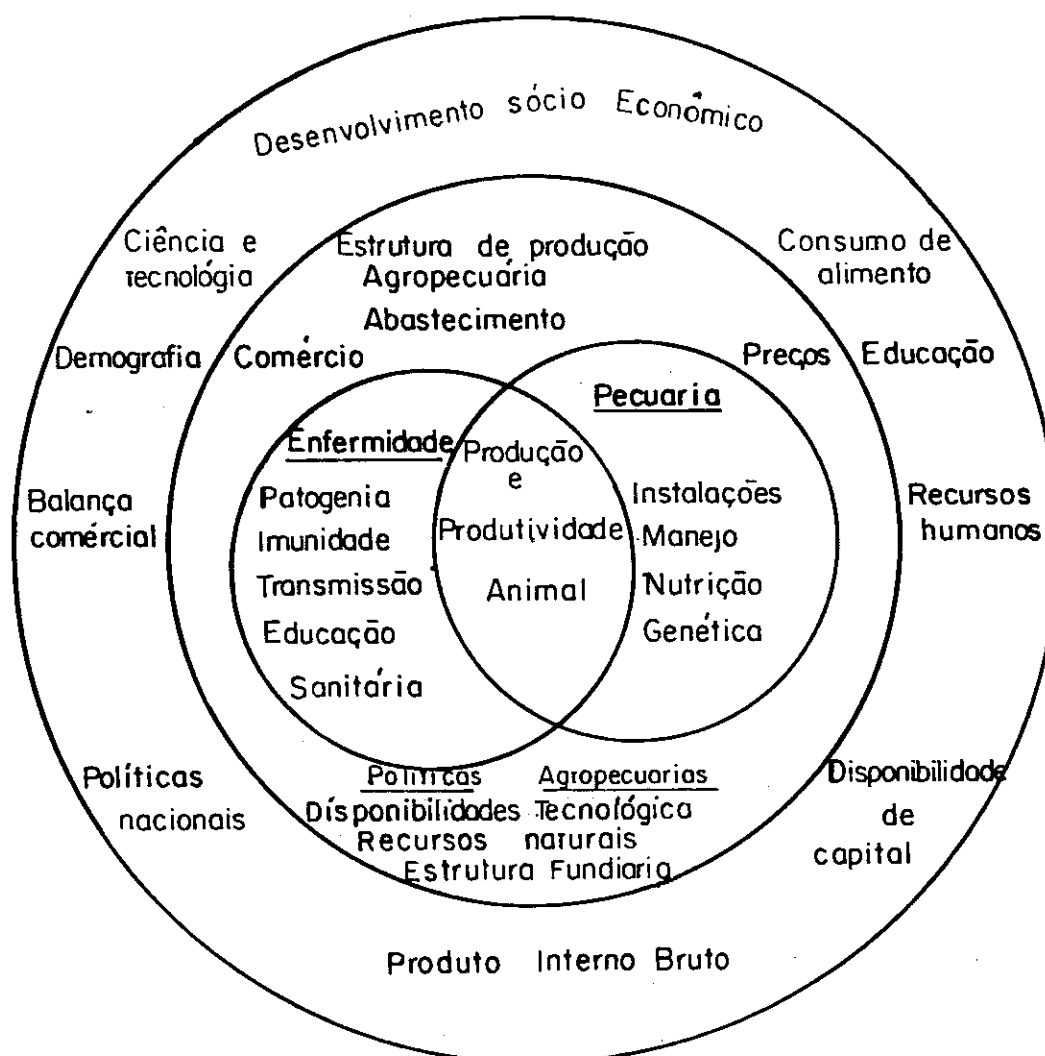 Desenvolvimento sócio Económico
Ciência e
tecnológia
Estrutura de produção
Agropecuária
Abastecimento
Consumo de
alimento
Demografia
Comércio
Preços
Educação
Enfermidade
Patogenia
Imunidade
Transmissão
Educação
Sanitária
Produção
e
Produtividade
Animal
Pecuaria
Instalações
Manejo
Nutrição
Genética
Balança
comércial
Recursos
humanos
Políticas
nacionais
Políticas Agropecuarias
Disponibilidades Tecnológica
Recursos naturais
Estrutura Fundiaria
Disponibilidade
de
capital
Produto Interno Bruto